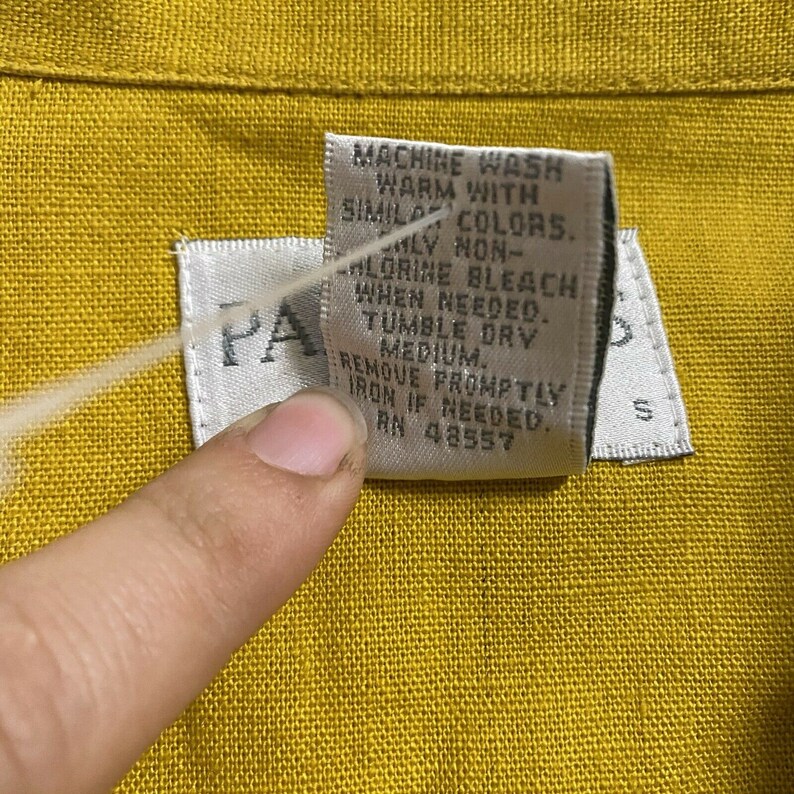 MACHINE WASH
WARM WITH
SIMILAR COLORS.
ONLY NON-
CHLORINE BLEACH
WHEN NEEDED.
TUMBLE DRY
MEDIUM.
REMOVE PROMPTLY
IRON IF NEEDED.
RN 48557
PA
S